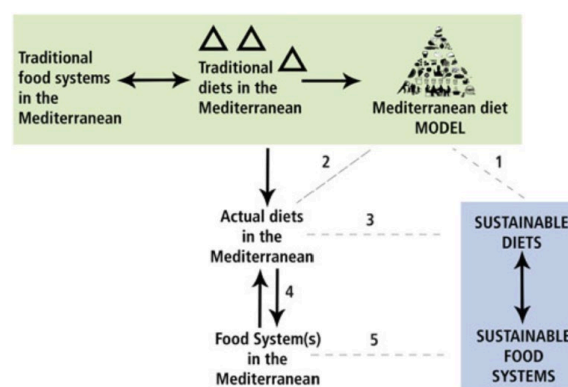 Traditional
food systems
in the
Mediterranean
Traditional
diets in the
Mediterranean
Mediterranean diet
MODEL
2
1
Actual diets
in the
Mediterranean
3
SUSTAINABLE
DIETS
4
Food System(s)
in the
Mediterranean
5
SUSTAINABLE
FOOD
SYSTEMS